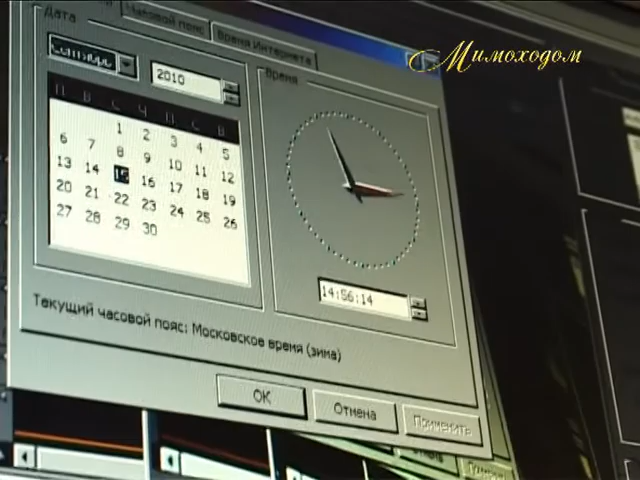 Мимоходом
Часовой пояс
Время Интернета
Дата
Сентябрь
2010
Время
П В С Ч П С В
1 2 3 4 5
6 7 8 9 10 11 12
13 14 15 16 17 18 19
20 21 22 23 24 25 26
27 28 29 30
14:56:14
Текущий часовой пояс: Московское время (зима)
ОК
Отмена
Применить